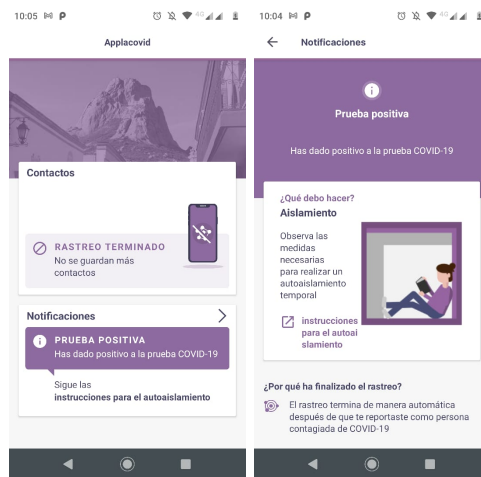 10:05
4G
Applacovid
Contactos
RASTREO TERMINADO
No se guardan más
contactos
Notificaciones
PRUEBA POSITIVA
Has dado positivo a la prueba COVID-19
Sigue las
instrucciones para el autoaislamiento
10:04
4G
Notificaciones
Prueba positiva
Has dado positivo a la prueba COVID-19
¿Qué debo hacer?
Aislamiento
Observa las
medidas
necesarias
para realizar un
autoaislamiento
temporal
instrucciones
para el autoai
slamiento
¿Por qué ha finalizado el rastreo?
El rastreo termina de manera automática
después de que te reportaste como persona
contagiada de COVID-19